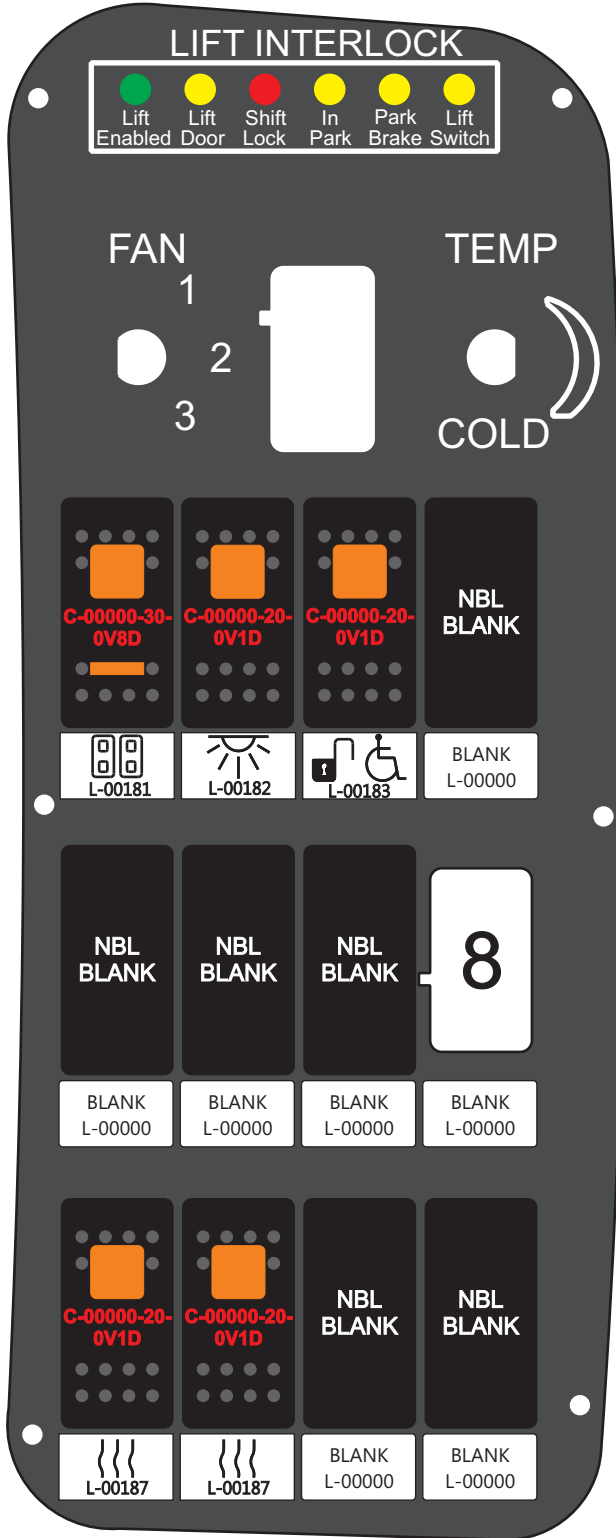 LIFT INTERLOCK
Lift Enabled
Lift Door
Shift Lock
In Park
Park Brake
Lift Switch
FAN
1
2
3
TEMP
COLD
C-00000-30-
0V8D
C-00000-20-
0V1D
C-00000-20-
0V1D
NBL
BLANK
L-00181
L-00182
L-00183
BLANK
L-00000
NBL
BLANK
NBL
BLANK
NBL
BLANK
8
BLANK
L-00000
BLANK
L-00000
BLANK
L-00000
BLANK
L-00000
C-00000-20-
0V1D
C-00000-20-
0V1D
NBL
BLANK
NBL
BLANK
L-00187
L-00187
BLANK
L-00000
BLANK
L-00000